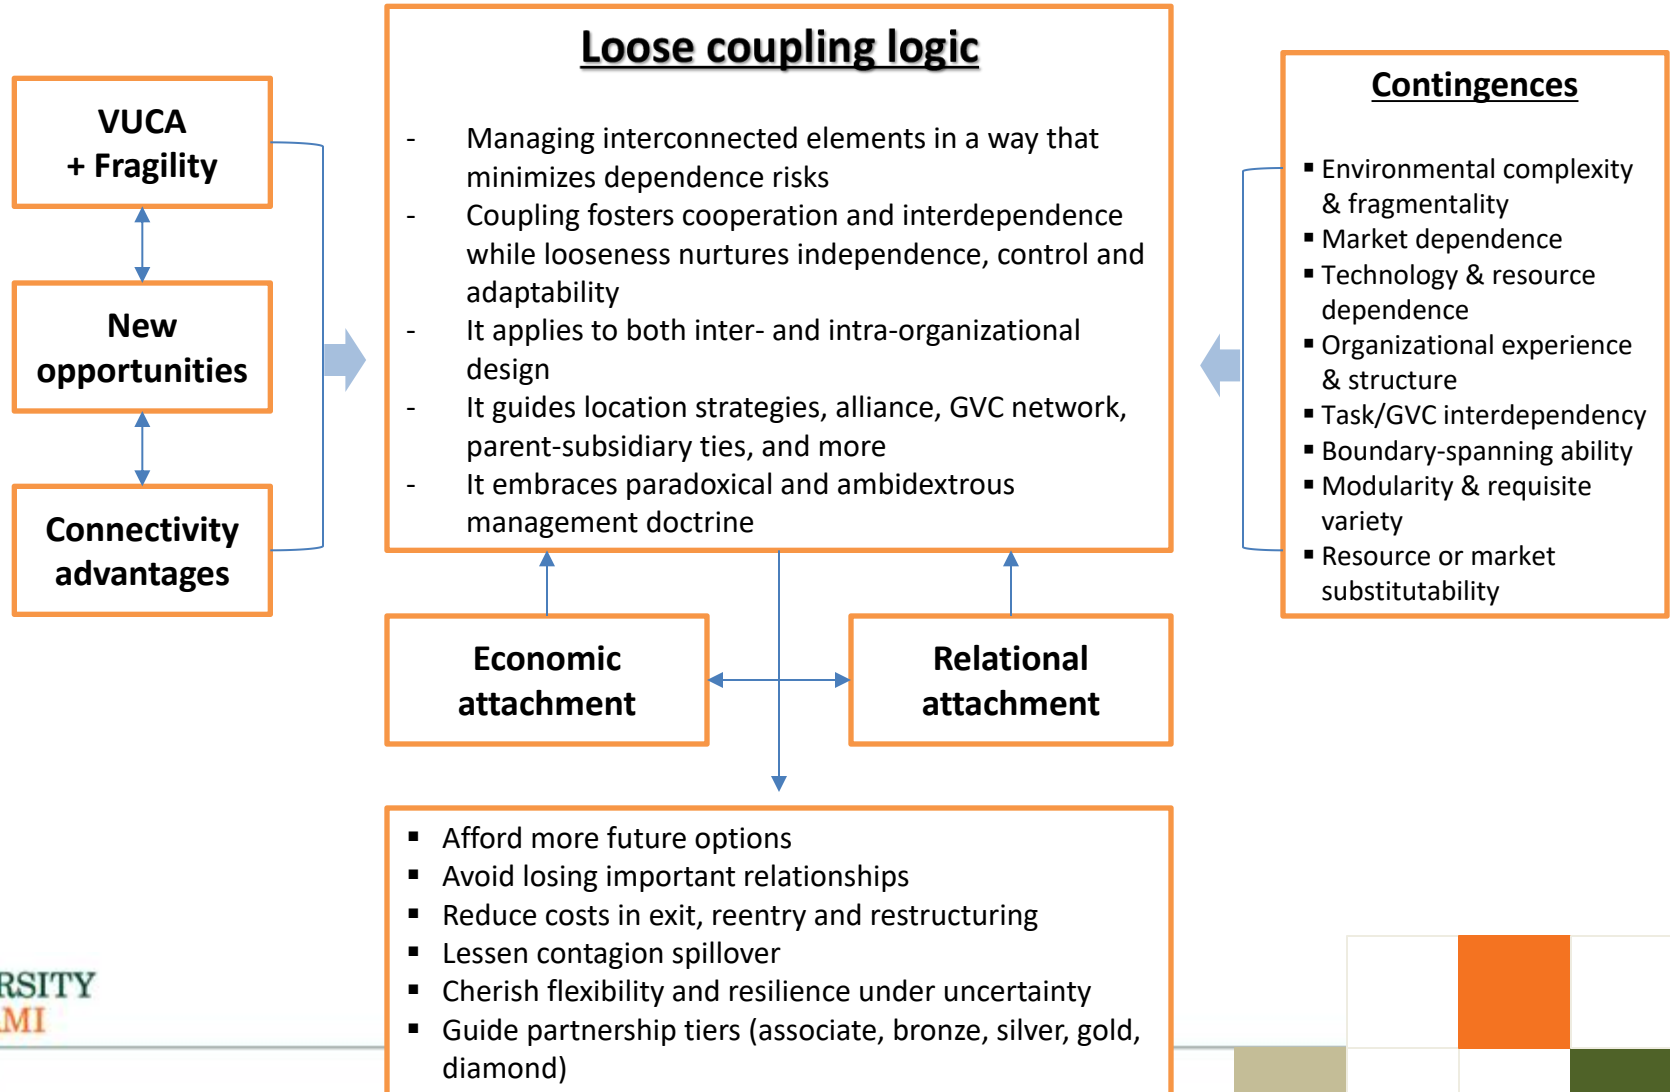 Loose coupling logic
- Managing interconnected elements in a way that
minimizes dependence risks
- Coupling fosters cooperation and interdependence
while looseness nurtures independence, control and
adaptability
- It applies to both inter- and intra-organizational
design
- It guides location strategies, alliance, GVC network,
parent-subsidiary ties, and more
- It embraces paradoxical and ambidextrous
management doctrine
VUCA
+ Fragility
New
opportunities
Connectivity
advantages
Contingences
▪ Environmental complexity
& fragmentality
▪ Market dependence
▪ Technology & resource
dependence
▪ Organizational experience
& structure
▪ Task/GVC interdependency
▪ Boundary-spanning ability
▪ Modularity & requisite
variety
▪ Resource or market
substitutability
Economic
attachment
Relational
attachment
▪ Afford more future options
▪ Avoid losing important relationships
▪ Reduce costs in exit, reentry and restructuring
▪ Lessen contagion spillover
▪ Cherish flexibility and resilience under uncertainty
▪ Guide partnership tiers (associate, bronze, silver, gold,
diamond)
RSITY
AMI